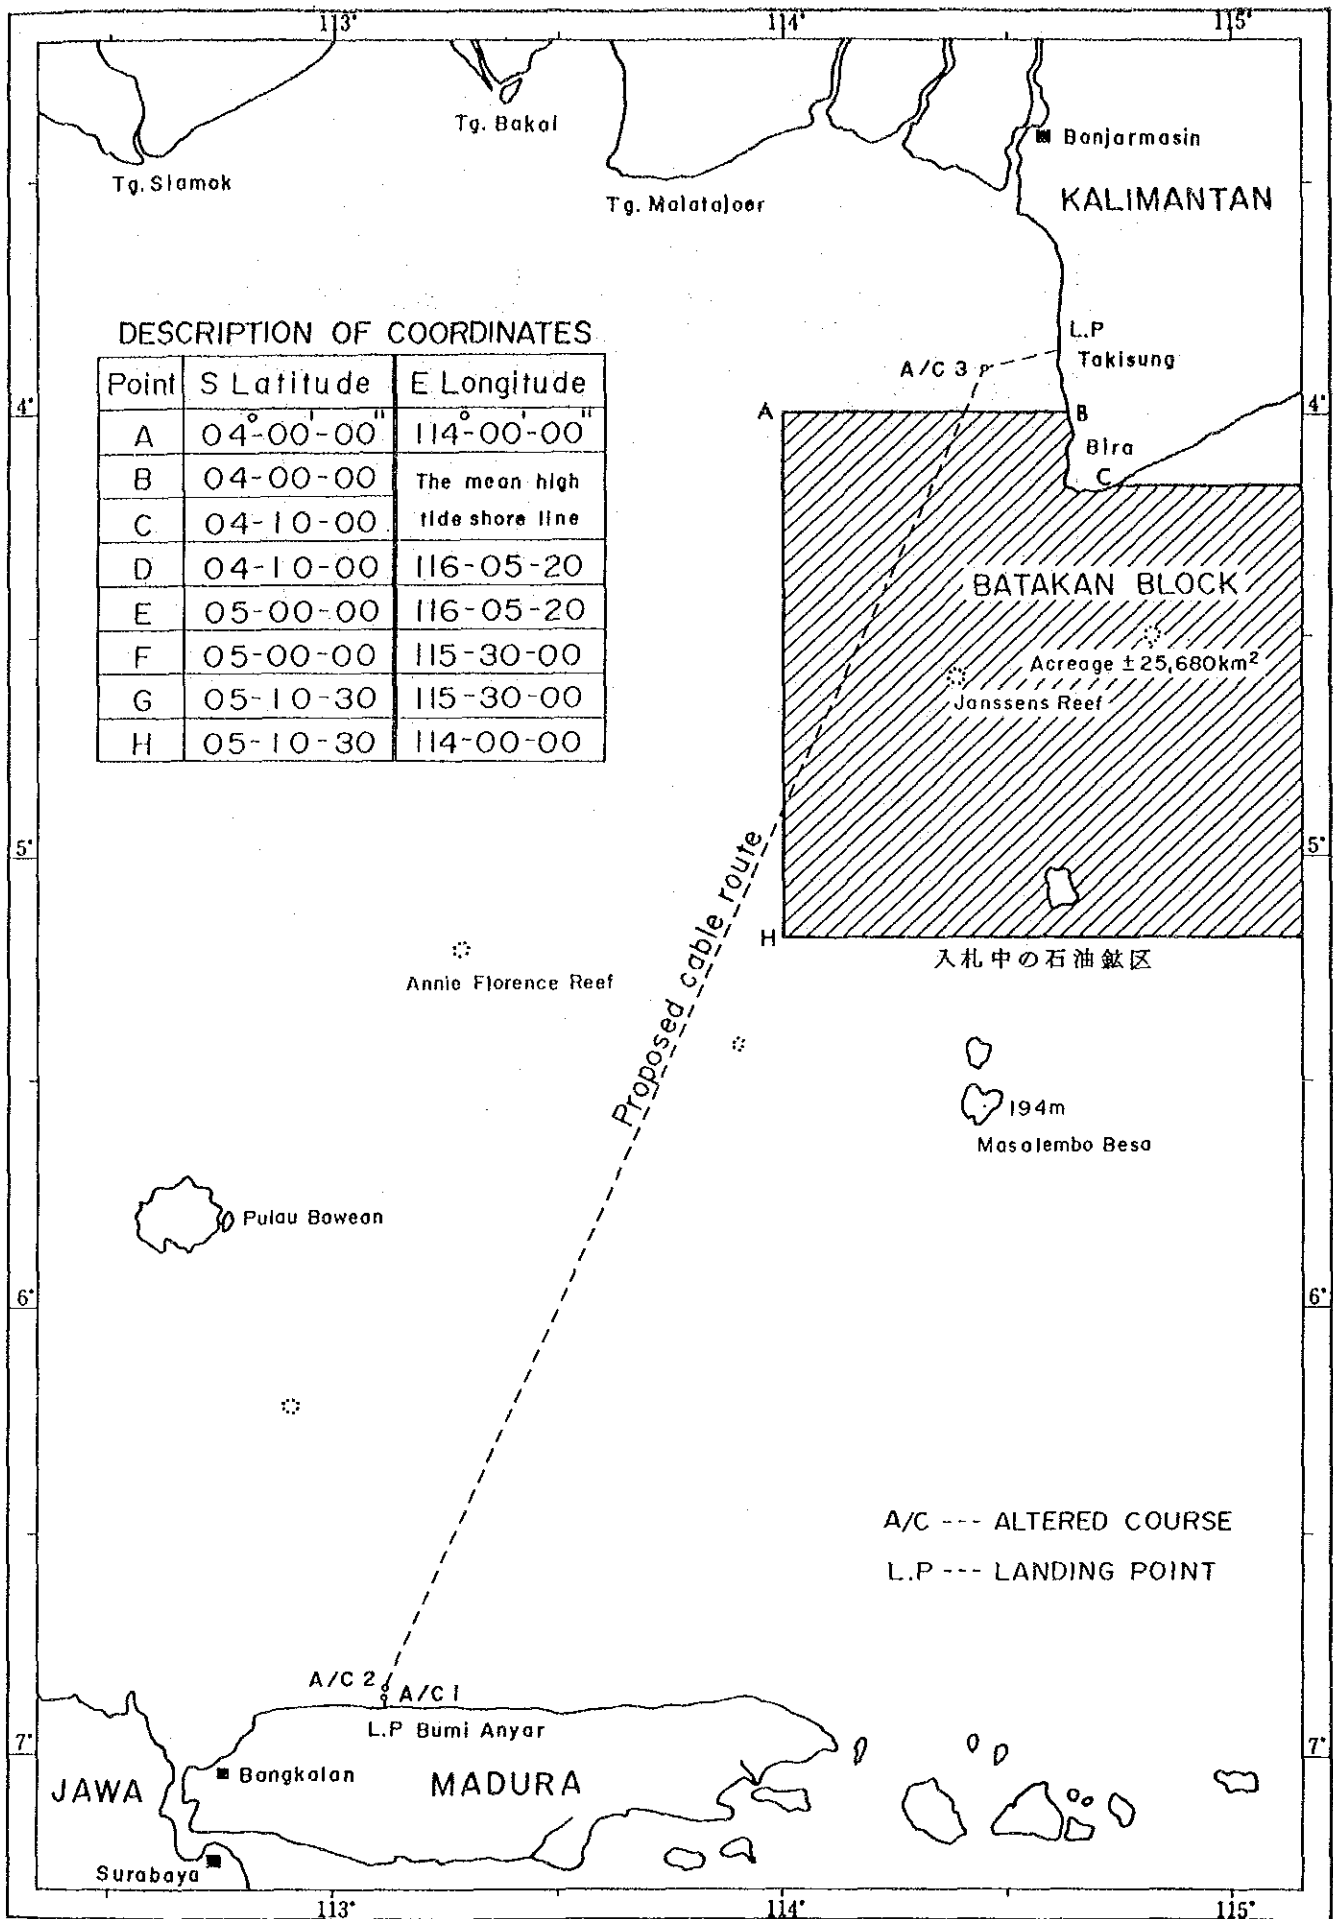 113° 114° 115°
Tg. Slamok
Tg. Bakal
Tg. Malatajoer
Banjarmasin
KALIMANTAN
DESCRIPTION OF COORDINATES
Point S Latitude E Longitude
A 04°-00'-00" 114°-00'-00"
B 04-00-00 The mean high
C 04-10-00 tide shore line
D 04-10-00 116-05-20
E 05-00-00 116-05-20
F 05-00-00 115-30-00
G 05-10-30 115-30-00
H 05-10-30 114-00-00
L.P
Takisung
A/C 3
4° 4°
A
B
Bira
C
BATAKAN BLOCK
Acreage ± 25,680km²
Janssens Reef
5° 5°
Proposed cable route
H
入札中の石油鉱区
Annie Florence Reef
194m
Masalembo Besa
Pulau Bawean
6° 6°
A/C --- ALTERED COURSE
L.P --- LANDING POINT
A/C 2
A/C 1
L.P Bumi Anyar
7° 7°
JAWA
Bangkalan
MADURA
Surabaya
113° 114° 115°